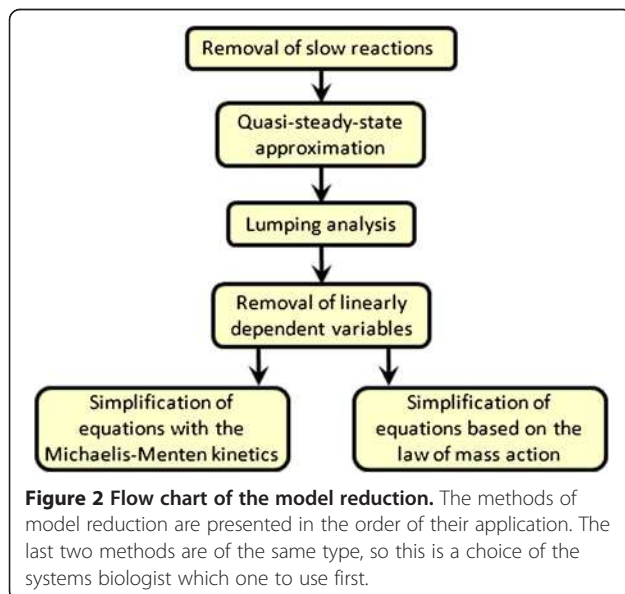 Removal of slow reactions
Quasi-steady-state
approximation
Lumping analysis
Removal of linearly
dependent variables
Simplification of
equations with the
Michaelis-Menten kinetics
Simplification of
equations based on the
law of mass action
Figure 2 Flow chart of the model reduction. The methods of
model reduction are presented in the order of their application. The
last two methods are of the same type, so this is a choice of the
systems biologist which one to use first.